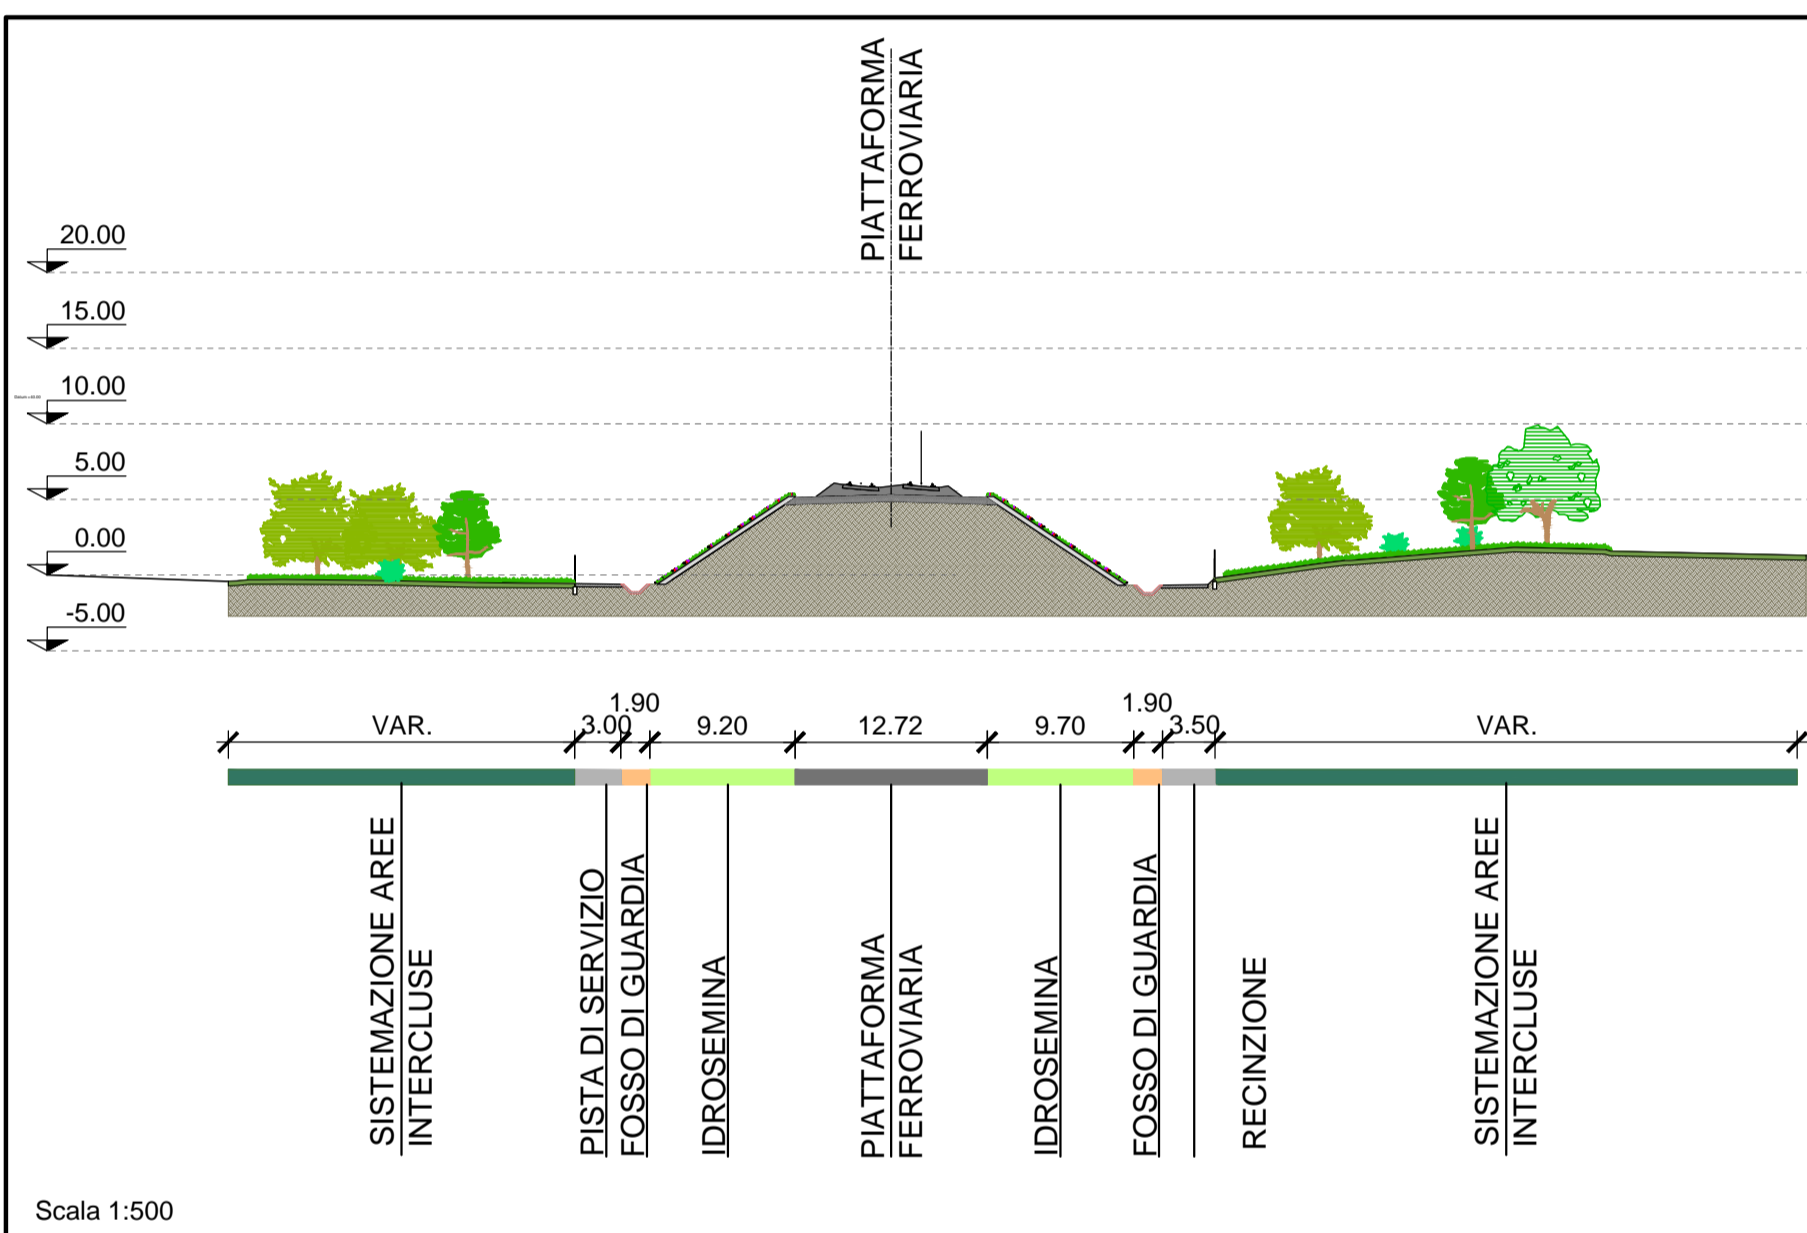 PIATTAFORMA
FERROVIARIA
20.00
15.00
10.00
5.00
0.00
-5.00
1.90
1.90
VAR.
3.00
9.20
12.72
9.70
3.50
VAR.
SISTEMAZIONE AREE
INTERCLUSE
PISTA DI SERVIZIO
FOSSO DI GUARDIA
IDROSEMINA
PIATTAFORMA
FERROVIARIA
IDROSEMINA
FOSSO DI GUARDIA
RECINZIONE
SISTEMAZIONE AREE
INTERCLUSE
Scala 1:500